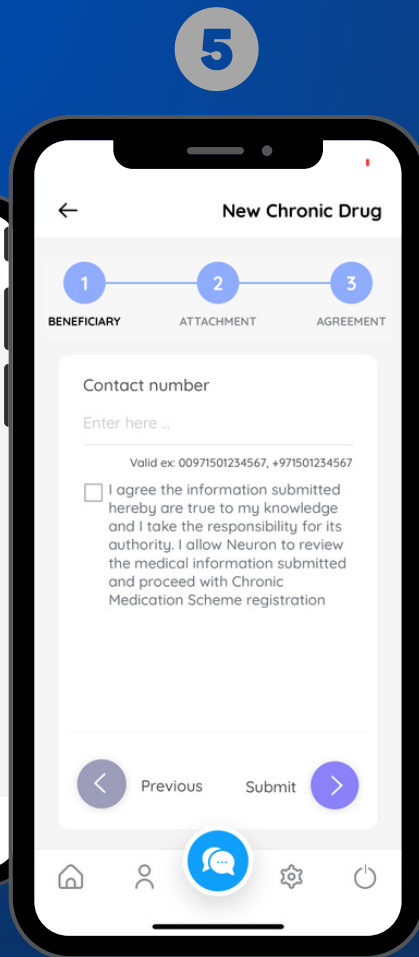 5
New Chronic Drug
1
2
3
BENEFICIARY
ATTACHMENT
AGREEMENT
Contact number
Enter here ...
Valid ex: 00971501234567, +971501234567
I agree the information submitted
hereby are true to my knowledge
and I take the responsibility for its
authority. I allow Neuron to review
the medical information submitted
and proceed with Chronic
Medication Scheme registration
Previous
Submit